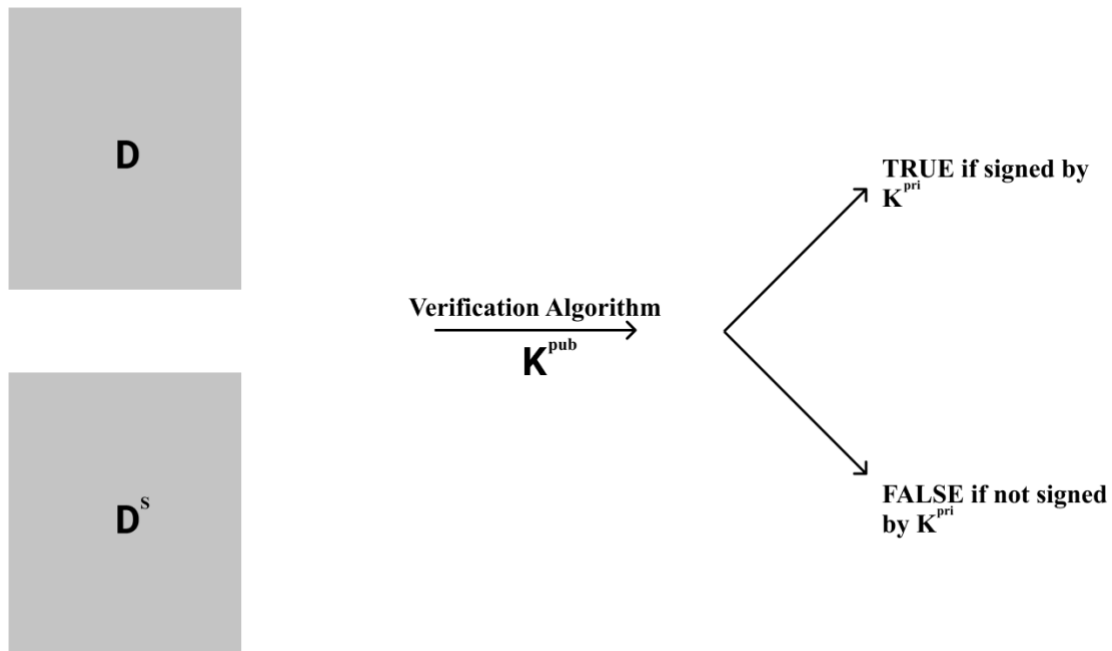 D
Verification Algorithm
K^pub
TRUE if signed by
K^pri
D^S
FALSE if not signed
by K^pri